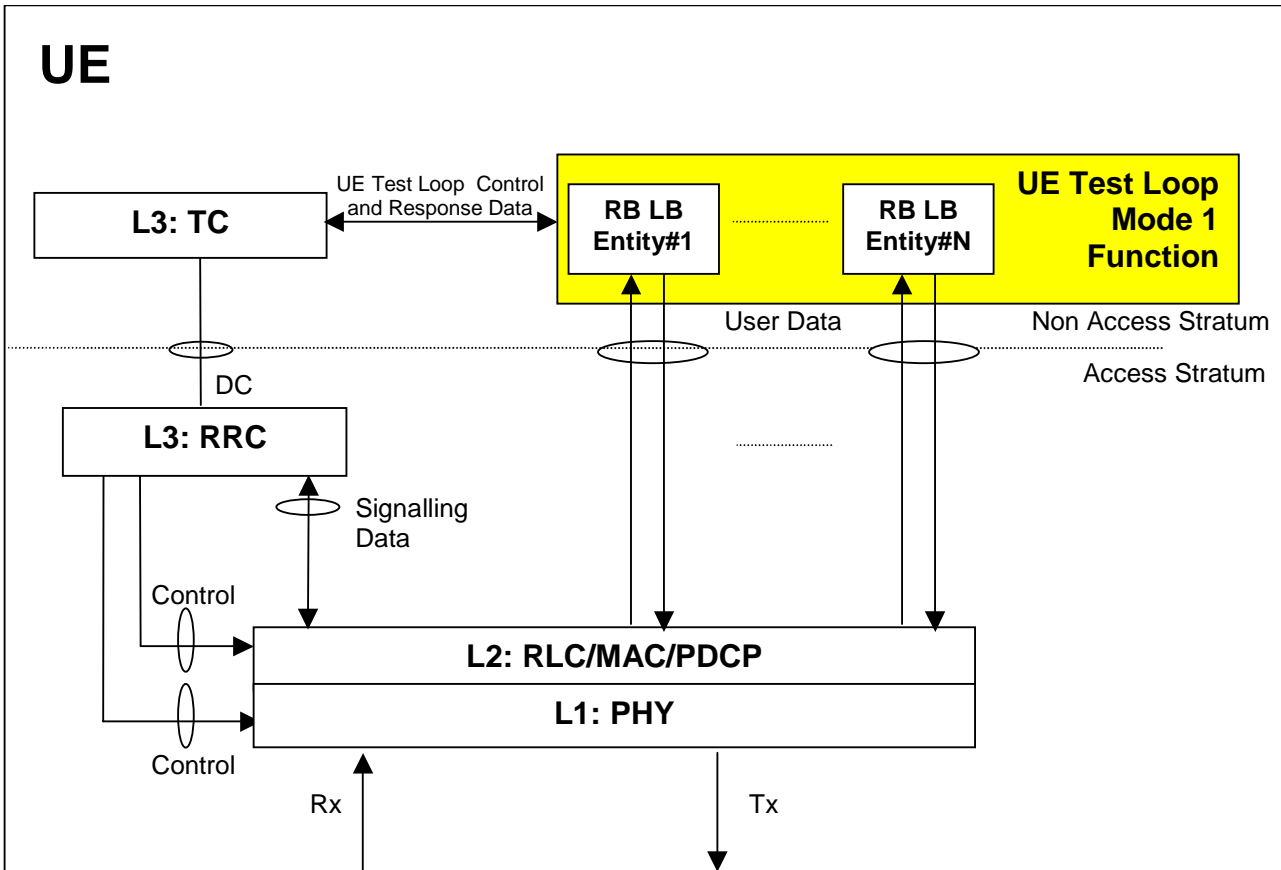 UE
UE Test Loop Control
and Response Data
L3: TC
RB LB
Entity#1
RB LB
Entity#N
UE Test Loop
Mode 1
Function
User Data
Non Access Stratum
Access Stratum
DC
L3: RRC
Signalling
Data
Control
L2: RLC/MAC/PDCP
L1: PHY
Control
Rx
Tx